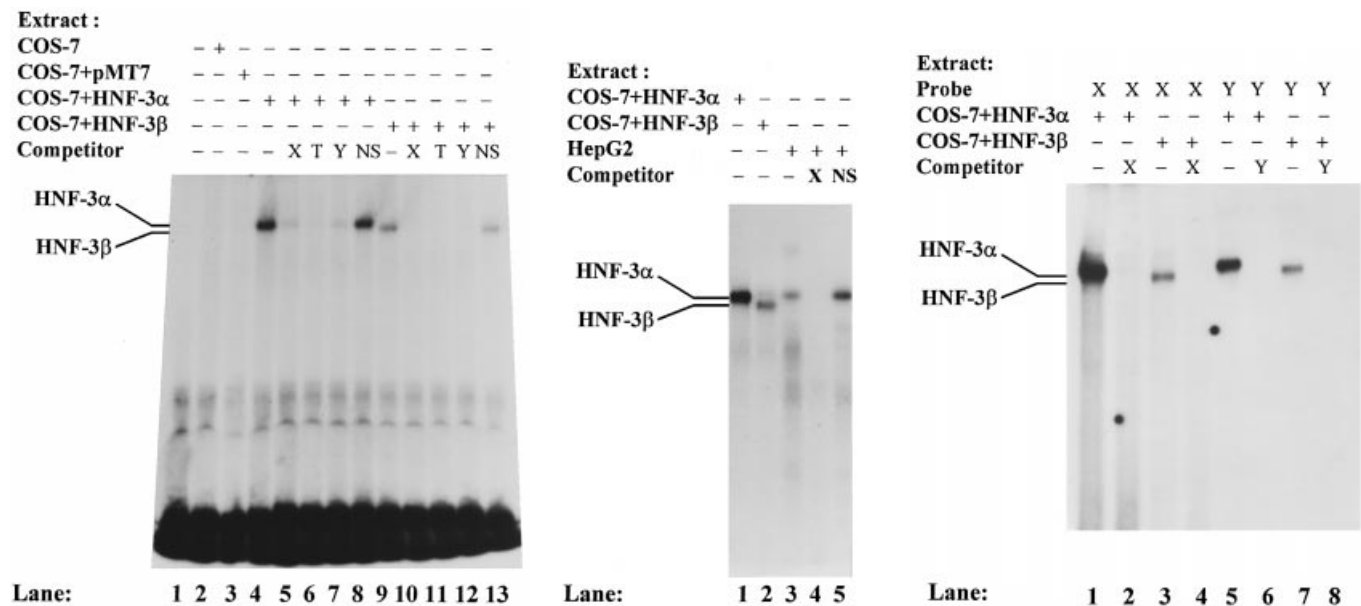 Extract :
COS-7 – + – – – – – – – – – – –
COS-7+pMT7 – – + – – – – – – – – – –
COS-7+HNF-3α – – – + + + + + – – – – –
COS-7+HNF-3β – – – – – – – – + + + + +
Competitor – – – – X T Y NS – X T Y NS
HNF-3α
HNF-3β
Lane: 1 2 3 4 5 6 7 8 9 10 11 12 13
Extract :
COS-7+HNF-3α + – – – –
COS-7+HNF-3β – + – – –
HepG2 – – + + +
Competitor – – – X NS
HNF-3α
HNF-3β
Lane: 1 2 3 4 5
Extract:
Probe X X X X Y Y Y Y
COS-7+HNF-3α + + – – + + – –
COS-7+HNF-3β – – + + – – + +
Competitor – X – X – Y – Y
HNF-3α
HNF-3β
Lane: 1 2 3 4 5 6 7 8